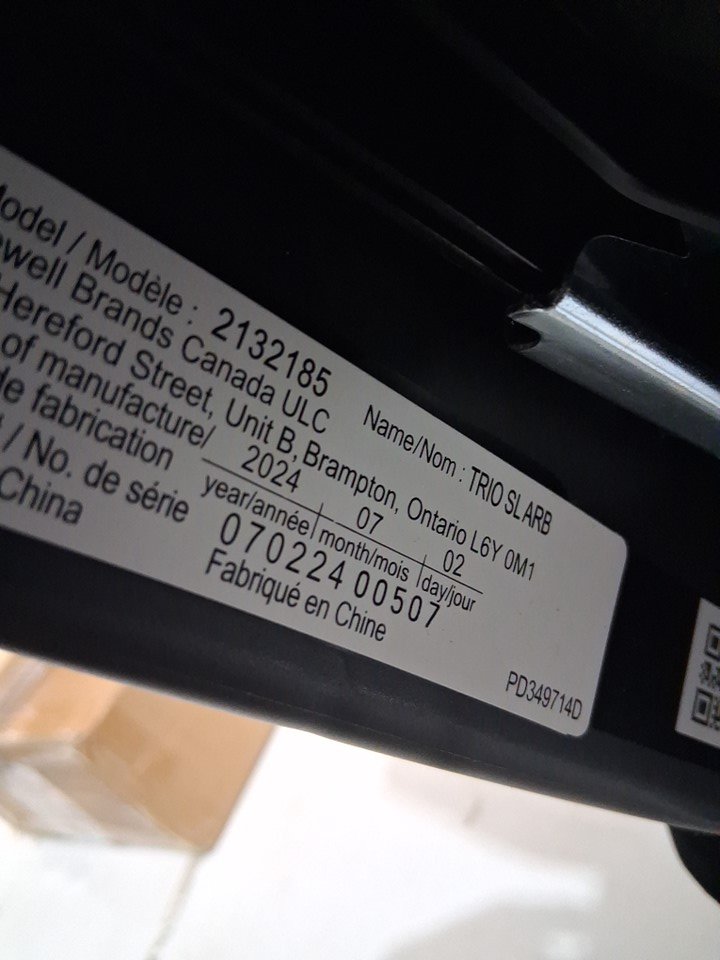 Model / Modèle : 2132185 Name/Nom : TRIO SLARB
ewell Brands Canada ULC
Hereford Street, Unit B, Brampton, Ontario L6Y 0M1
of manufacture/ 2024 07 02
de fabrication year/année month/mois day/jour
/ No. de série 070224 00507
China Fabriqué en Chine
PD349714D